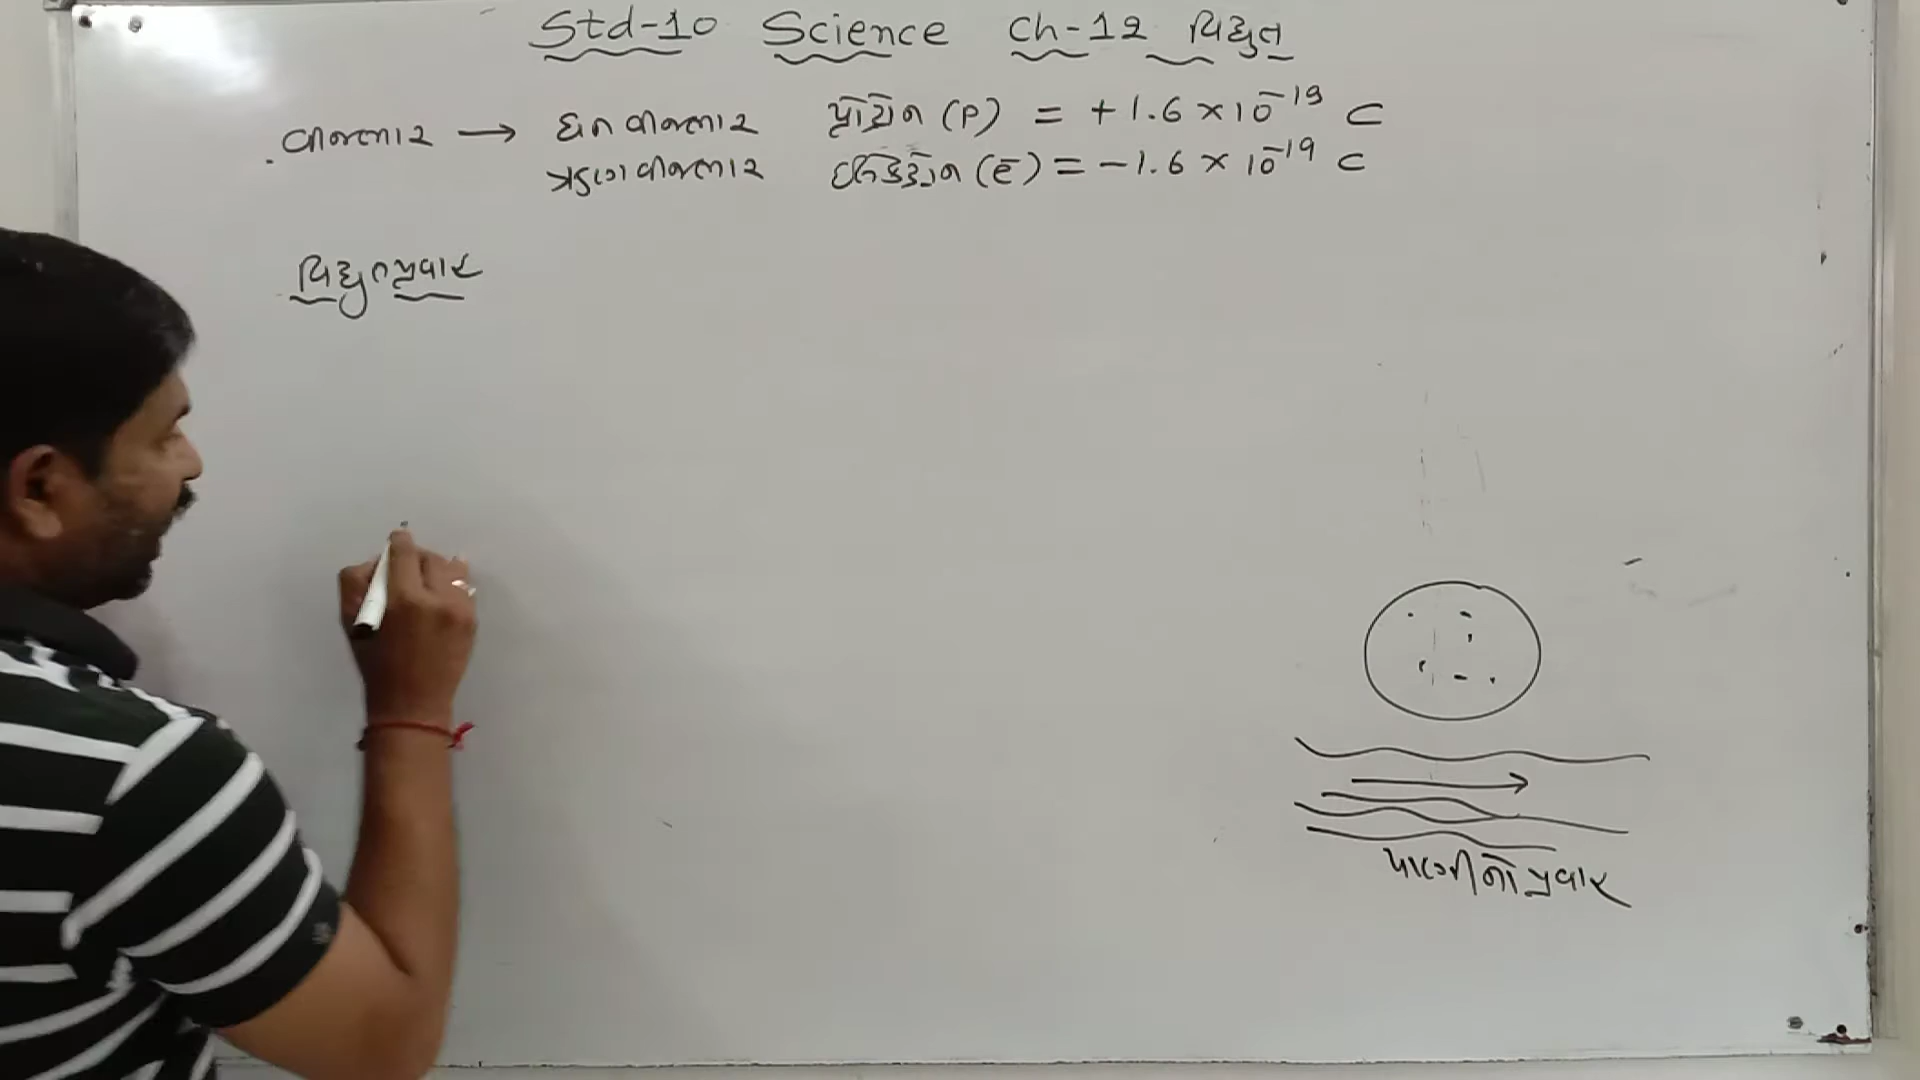 Std-10 Science Ch-12 વિદ્યુત
વીજભાર → ધન વીજભાર પ્રોટોન (P) = + 1.6 × 10⁻¹⁹ C
ઋણ વીજભાર ઈલેક્ટ્રોન (e⁻) = − 1.6 × 10⁻¹⁹ C
વિદ્યુતપ્રવાહ
પાણીનો પ્રવાહ